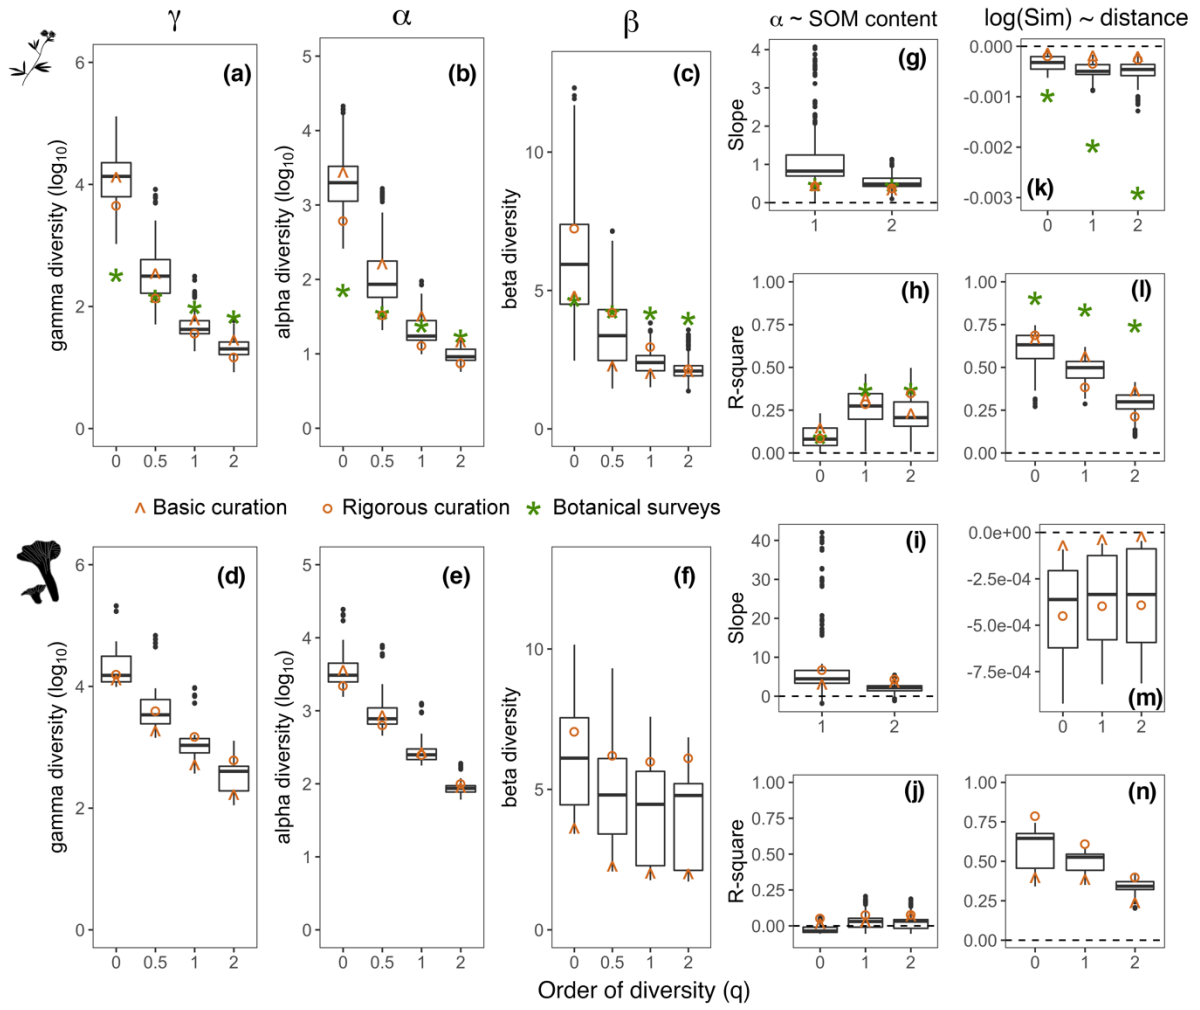 γ
α
β
α ~ SOM content
log(Sim) ~ distance
gamma diversity (log10)
6
4
2
0
(a)
0 0.5 1 2
alpha diversity (log10)
5
4
3
2
1
0
(b)
0 0.5 1 2
beta diversity
10
5
0
(c)
0 0.5 1 2
Slope
4
3
2
1
0
(g)
1 2
0.000
-0.001
-0.002
-0.003
(k)
0 1 2
R-square
1.00
0.75
0.50
0.25
0.00
(h)
0 1 2
1.00
0.75
0.50
0.25
0.00
(l)
0 1 2
Basic curation
Rigorous curation
Botanical surveys
gamma diversity (log10)
6
4
2
0
(d)
0 0.5 1 2
alpha diversity (log10)
5
4
3
2
1
0
(e)
0 0.5 1 2
beta diversity
10
5
0
(f)
0 0.5 1 2
Slope
40
30
20
10
0
(i)
1 2
0.0e+00
-2.5e-04
-5.0e-04
-7.5e-04
(m)
0 1 2
R-square
1.00
0.75
0.50
0.25
0.00
(j)
0 1 2
1.00
0.75
0.50
0.25
0.00
(n)
0 1 2
Order of diversity (q)